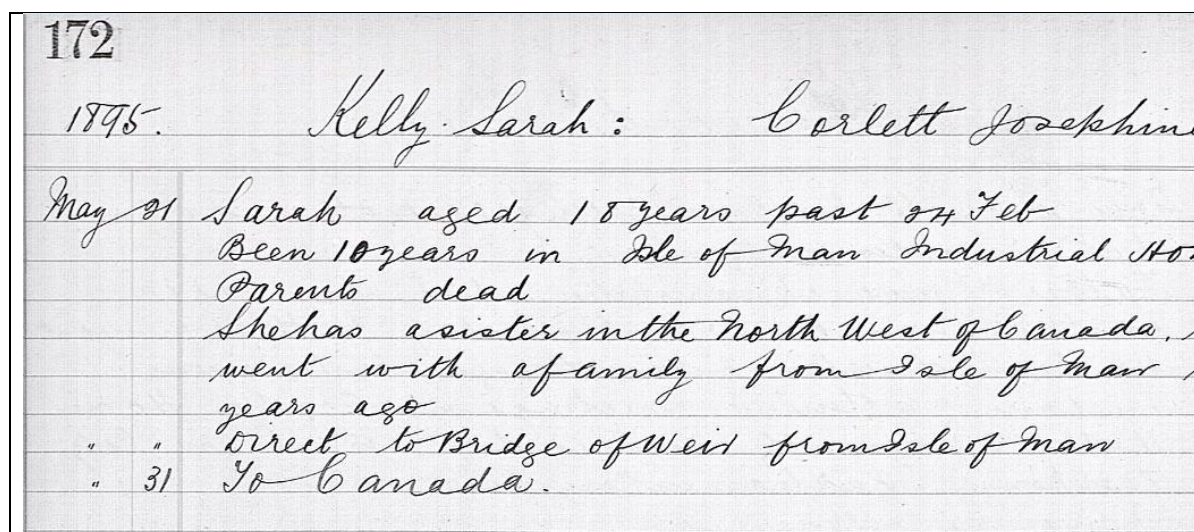 172
1895. Kelly Sarah: Corlett Josephine
May 21 Sarah aged 18 years past 24 Feb
Been 10 years in Isle of Man Industrial Ho
Parents dead
She has a sister in the North West of Canada.
went with a family from Isle of Man
years ago
" " Direct to Bridge of Weir from Isle of Man
" 31 To Canada.